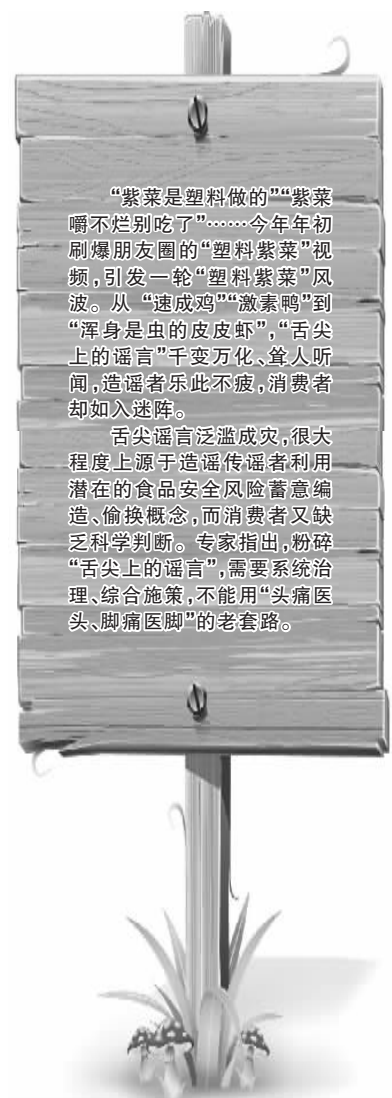 “紫菜是塑料做的”“紫菜
嚼不烂别吃了”……今年年初
刷爆朋友圈的“塑料紫菜”视
频，引发一轮“塑料紫菜”风
波。从“速成鸡”“激素鸭”到
“浑身是虫的皮皮虾”，“舌尖
上的谣言”千变万化、耸人听
闻，造谣者乐此不疲，消费者
却如入迷阵。
舌尖谣言泛滥成灾，很大
程度上源于造谣传谣者利用
潜在的食品安全风险蓄意编
造、偷换概念，而消费者又缺
乏科学判断。专家指出，粉碎
“舌尖上的谣言”，需要系统治
理、综合施策，不能用“头痛医
头、脚痛医脚”的老套路。